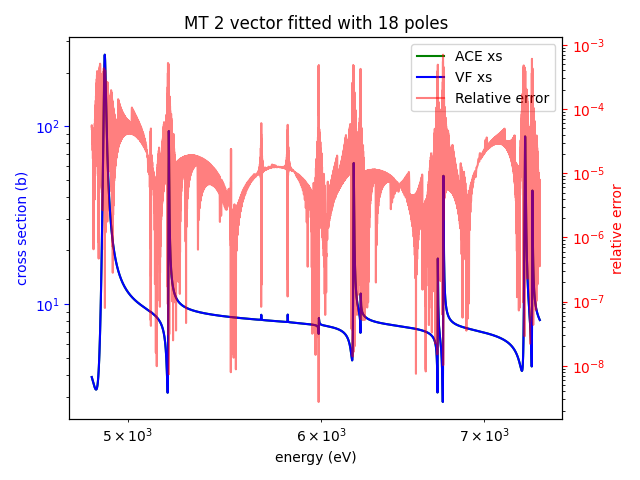 MT 2 vector fitted with 18 poles
ACE xs
VF xs
Relative error
cross section (b)
10²
10¹
relative error
10⁻³
10⁻⁴
10⁻⁵
10⁻⁶
10⁻⁷
10⁻⁸
5 × 10³
6 × 10³
7 × 10³
energy (eV)